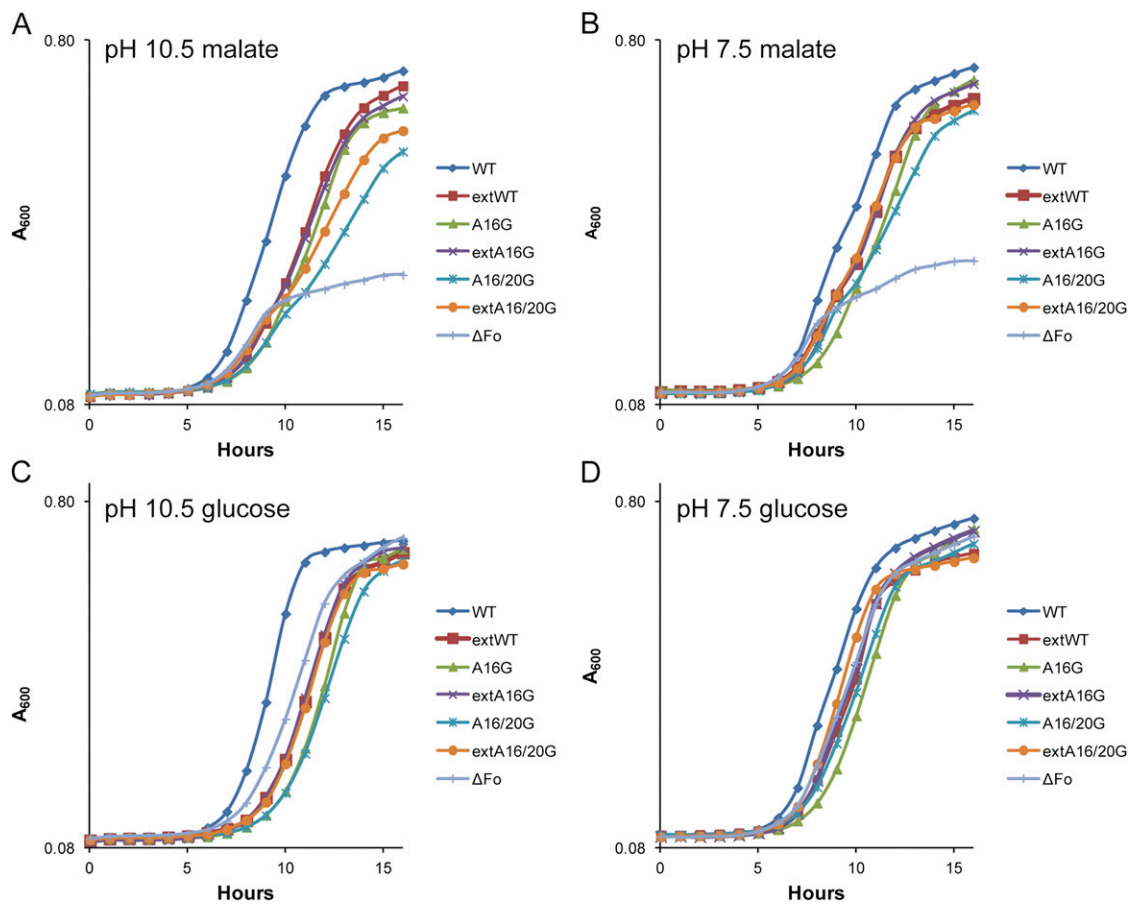 A
pH 10.5 malate
0.80
0.08
A600
0 5 10 15
Hours
WT
extWT
A16G
extA16G
A16/20G
extA16/20G
ΔFo
B
pH 7.5 malate
0.80
0.08
A600
0 5 10 15
Hours
WT
extWT
A16G
extA16G
A16/20G
extA16/20G
ΔFo
C
pH 10.5 glucose
0.80
0.08
A600
0 5 10 15
Hours
WT
extWT
A16G
extA16G
A16/20G
extA16/20G
ΔFo
D
pH 7.5 glucose
0.80
0.08
A600
0 5 10 15
Hours
WT
extWT
A16G
extA16G
A16/20G
extA16/20G
ΔFo